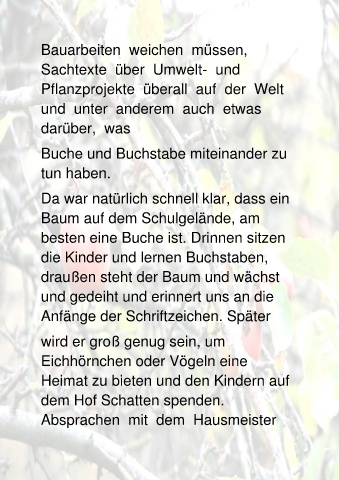 Bauarbeiten weichen müssen,
Sachtexte über Umwelt- und
Pflanzprojekte überall auf der Welt
und unter anderem auch etwas
darüber, was
Buche und Buchstabe miteinander zu
tun haben.
Da war natürlich schnell klar, dass ein
Baum auf dem Schulgelände, am
besten eine Buche ist. Drinnen sitzen
die Kinder und lernen Buchstaben,
draußen steht der Baum und wächst
und gedeiht und erinnert uns an die
Anfänge der Schriftzeichen. Später
wird er groß genug sein, um
Eichhörnchen oder Vögeln eine
Heimat zu bieten und den Kindern auf
dem Hof Schatten spenden.
Absprachen mit dem Hausmeister